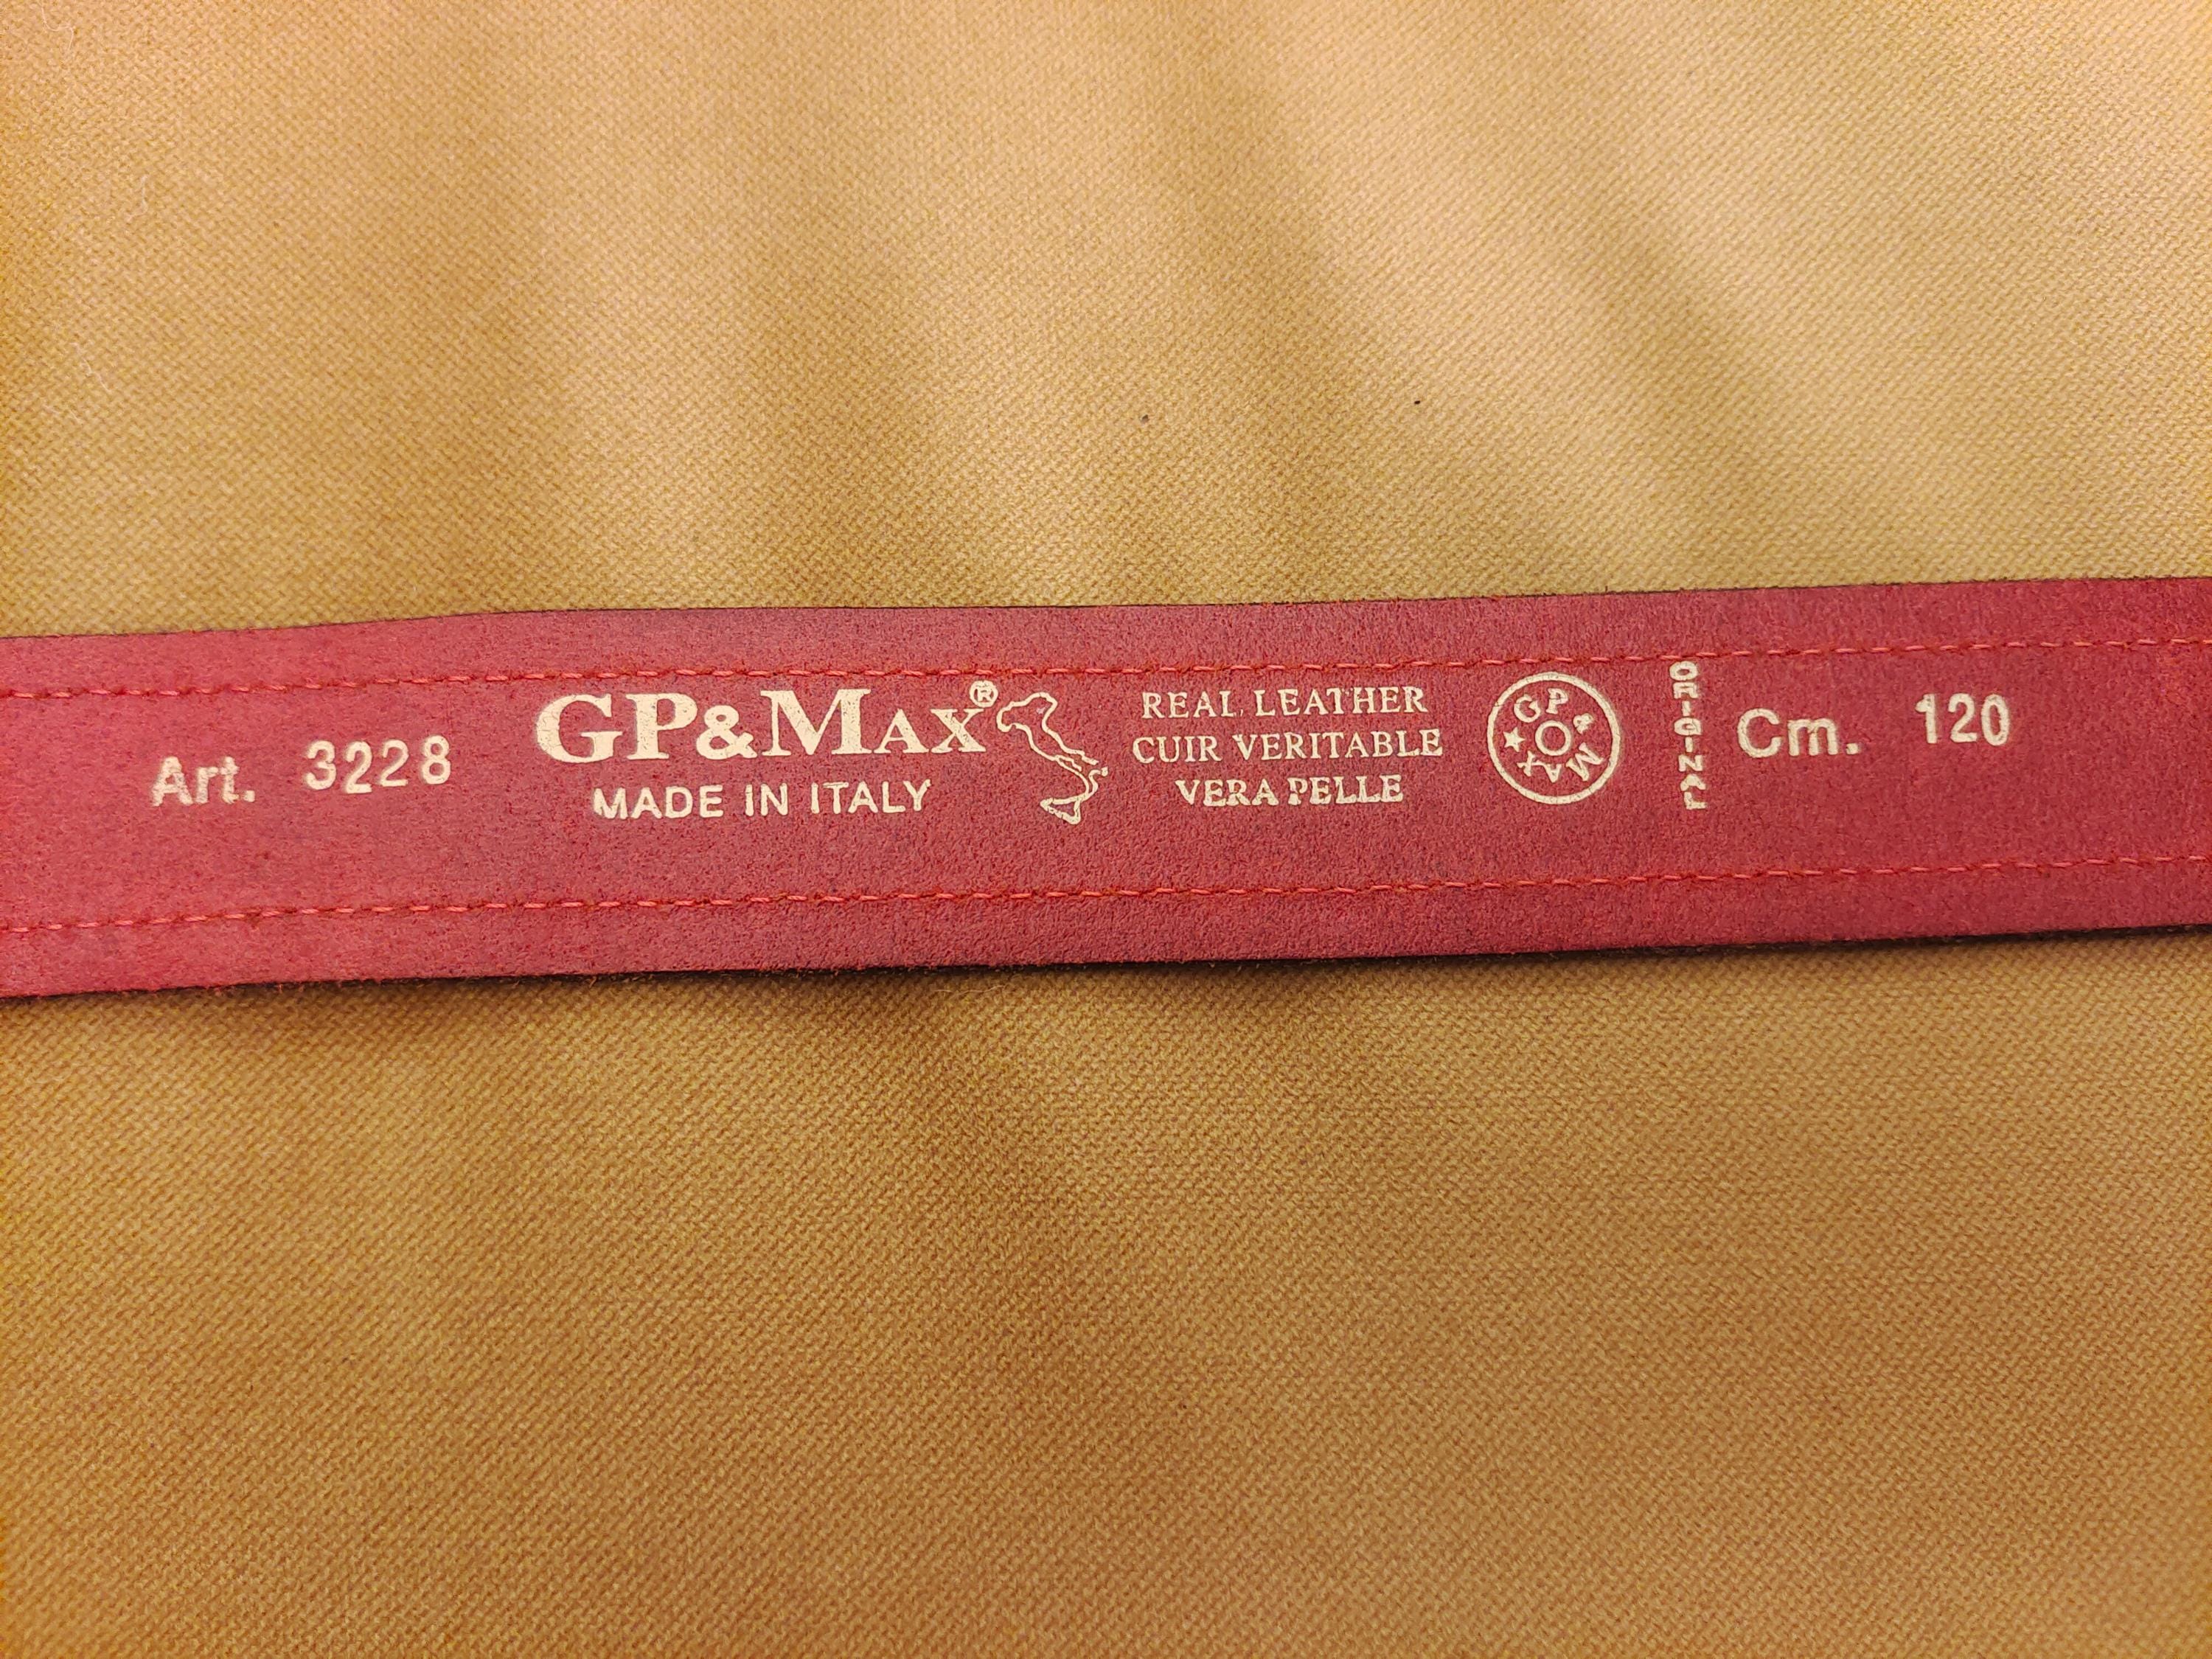 Art. 3228
GP&MAX®
MADE IN ITALY
REAL LEATHER
CUIR VERITABLE
VERA PELLE
GP & MAX
ORIGINAL
Cm. 120